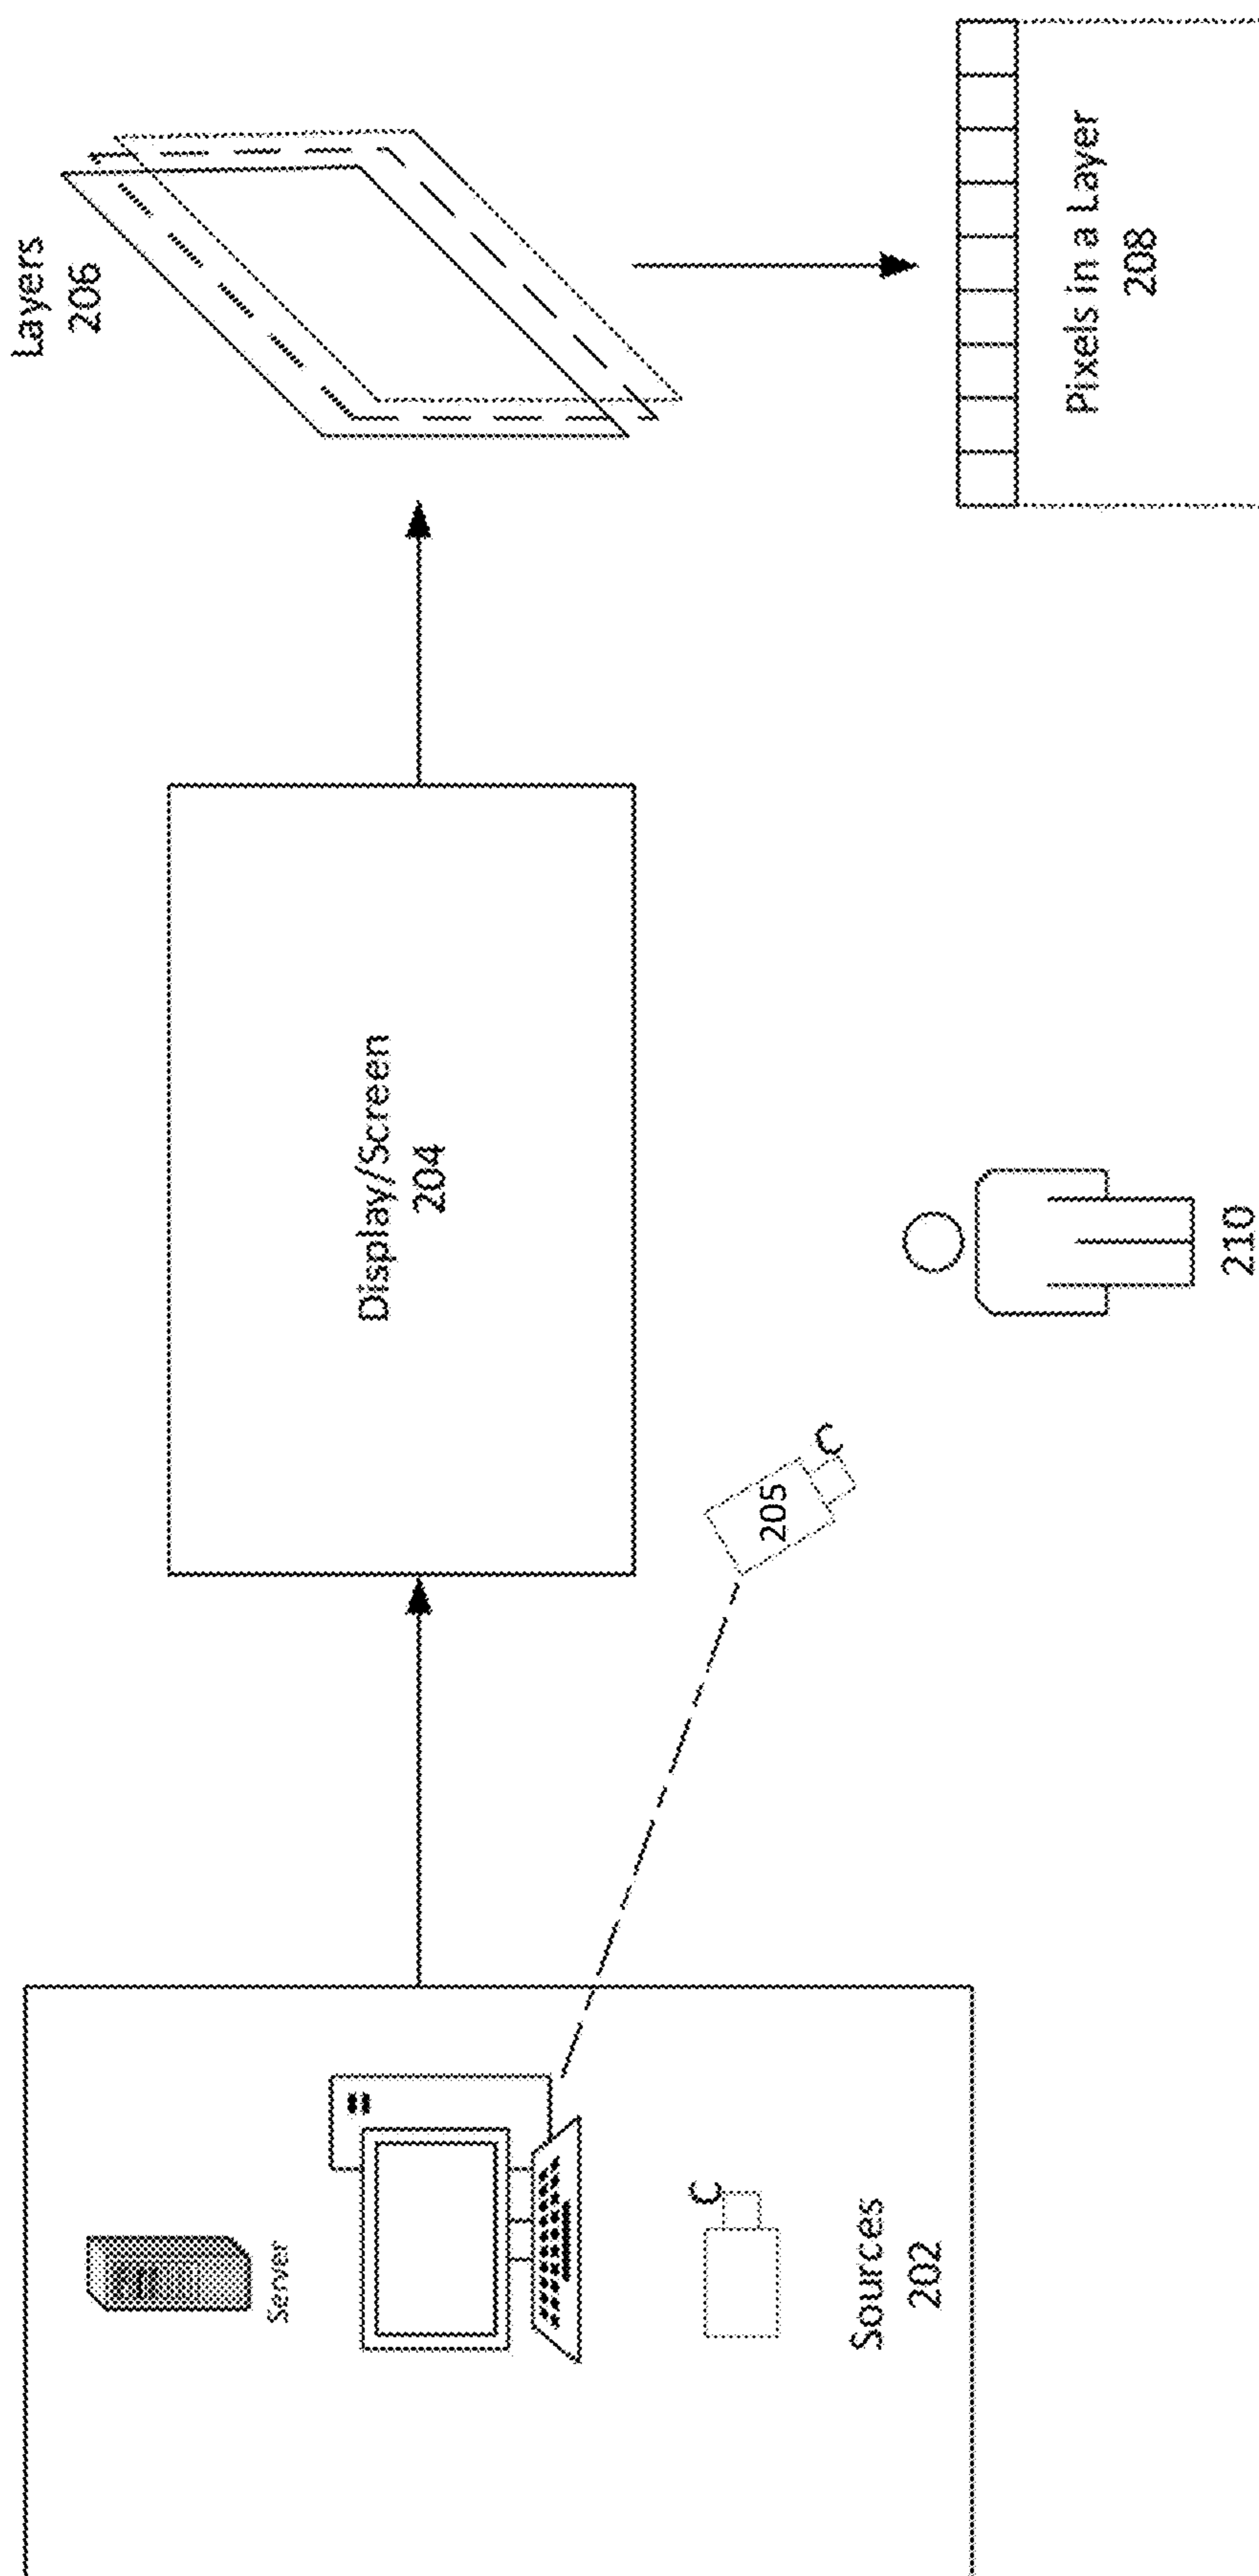 Server
C
Sources
202
Display/Screen
204
205
C
210
Layers
206
Pixels in a Layer
208